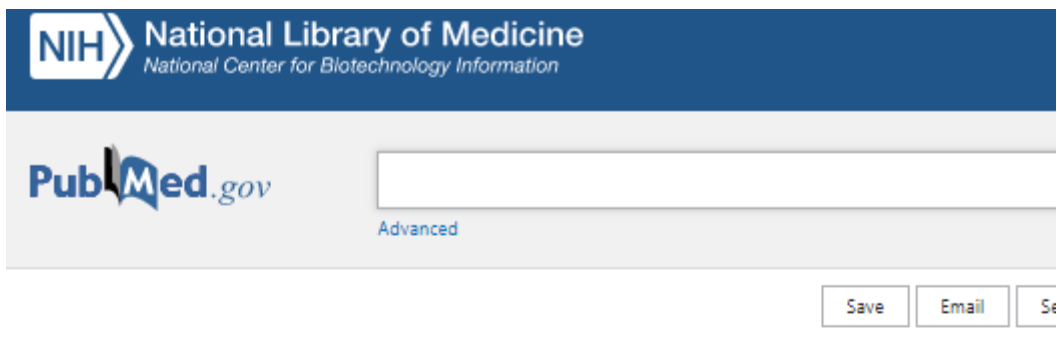 NIH National Library of Medicine
National Center for Biotechnology Information
PubMed.gov
Advanced
Save Email